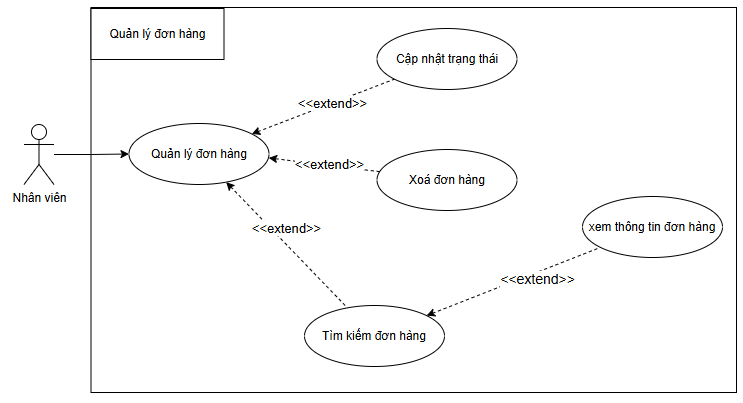 Quản lý đơn hàng
Cập nhật trạng thái
<<extend>>
Quản lý đơn hàng
<<extend>>
Xoá đơn hàng
Nhân viên
<<extend>>
xem thông tin đơn hàng
<<extend>>
Tìm kiếm đơn hàng